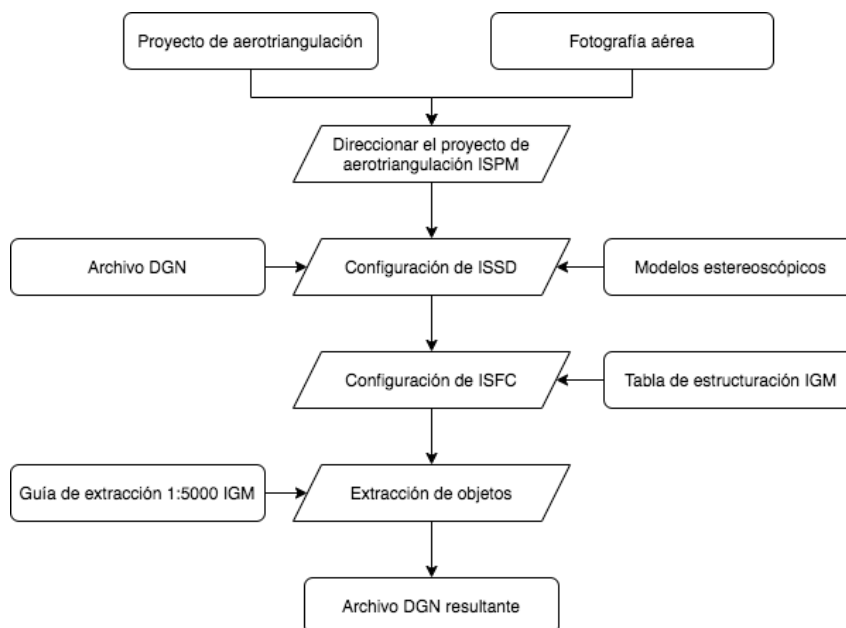 Proyecto de aerotriangulación
Fotografía aérea
Direccionar el proyecto de
aerotriangulación ISPM
Archivo DGN
Configuración de ISSD
Modelos estereoscópicos
Configuración de ISFC
Tabla de estructuración IGM
Guía de extracción 1:5000 IGM
Extracción de objetos
Archivo DGN resultante